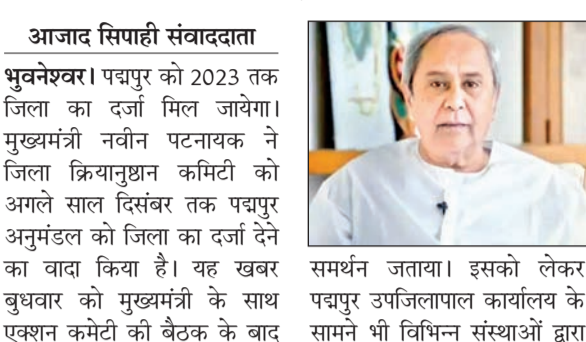 आजाद सिपाही संवाददाता
भुवनेश्वर। पद्मपुर को 2023 तक
जिला का दर्जा मिल जायेगा।
मुख्यमंत्री नवीन पटनायक ने
जिला क्रियानुष्ठान कमिटी को
अगले साल दिसंबर तक पद्मपुर
अनुमंडल को जिला का दर्जा देने
का वादा किया है। यह खबर
बुधवार को मुख्यमंत्री के साथ
एक्शन कमेटी की बैठक के बाद
समर्थन जताया। इसको लेकर
पद्मपुर उपजिलापाल कार्यालय के
सामने भी विभिन्न संस्थाओं द्वारा